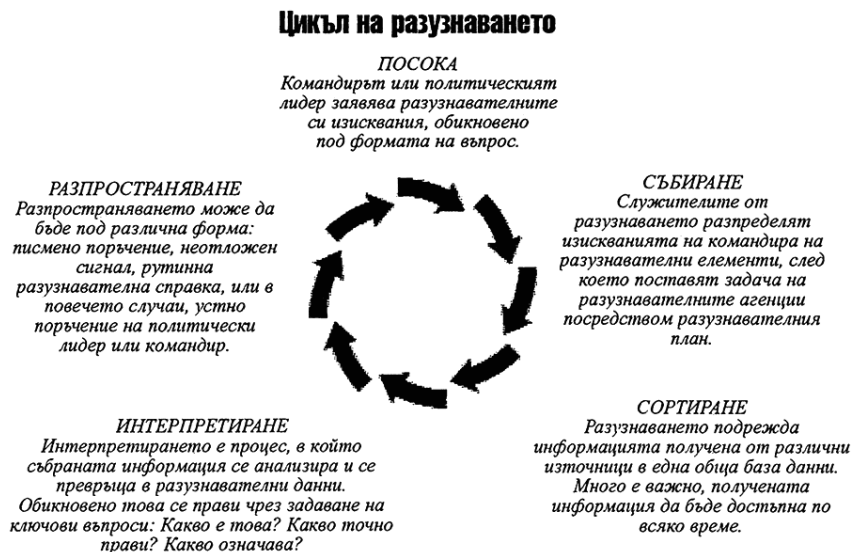 Цикъл на разузнаването
ПОСОКА
Командирът или политическият
лидер заявява разузнавателните
си изисквания, обикновено
под формата на въпрос.
СЪБИРАНЕ
Служителите от
разузнаването разпределят
изискванията на командира на
разузнавателни елементи, след
което поставят задача на
разузнавателните агенции
посредством разузнавателния
план.
СОРТИРАНЕ
Разузнаването подрежда
информацията получена от различни
източници в една обща база данни.
Много е важно, получената
информация да бъде достъпна по
всяко време.
ИНТЕРПРЕТИРАНЕ
Интерпретирането е процес, в който
събраната информация се анализира и се
превръща в разузнавателни данни.
Обикновено това се прави чрез задаване на
ключови въпроси: Какво е това? Какво точно
прави? Какво означава?
РАЗПРОСТРАНЯВАНЕ
Разпространяването може да
бъде под различна форма:
писмено поръчение, неотложен
сигнал, рутинна
разузнавателна справка, или в
повечето случаи, устно
поръчение на политически
лидер или командир.